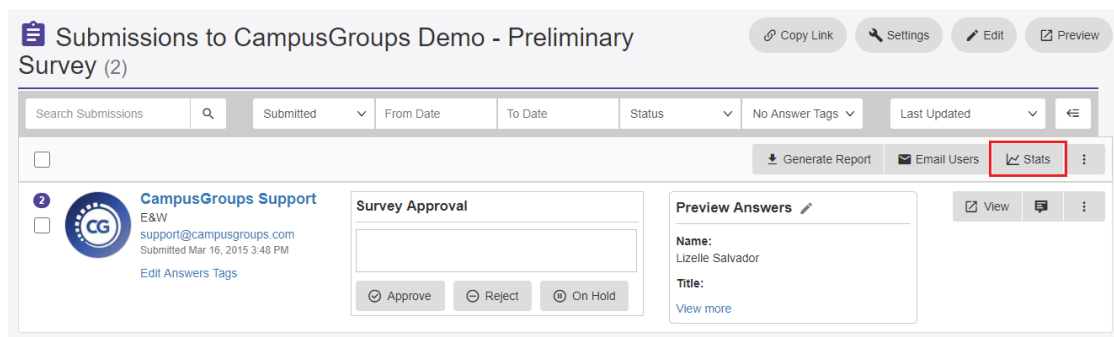 Submissions to CampusGroups Demo - Preliminary
Survey (2)
Copy Link
Settings
Edit
Preview
Search Submissions
Submitted
From Date
To Date
Status
No Answer Tags
Last Updated
Generate Report
Email Users
Stats
2
CG
CampusGroups Support
E&W
support@campusgroups.com
Submitted Mar 16, 2015 3:48 PM
Edit Answers Tags
Survey Approval
Approve
Reject
On Hold
Preview Answers
Name:
Lizelle Salvador
Title:
View more
View